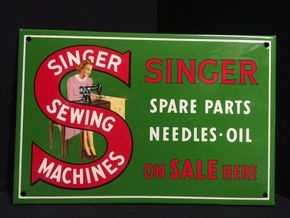 SINGER
SEWING
MACHINES
SINGER
SPARE PARTS
NEEDLES·OIL
ON SALE HERE